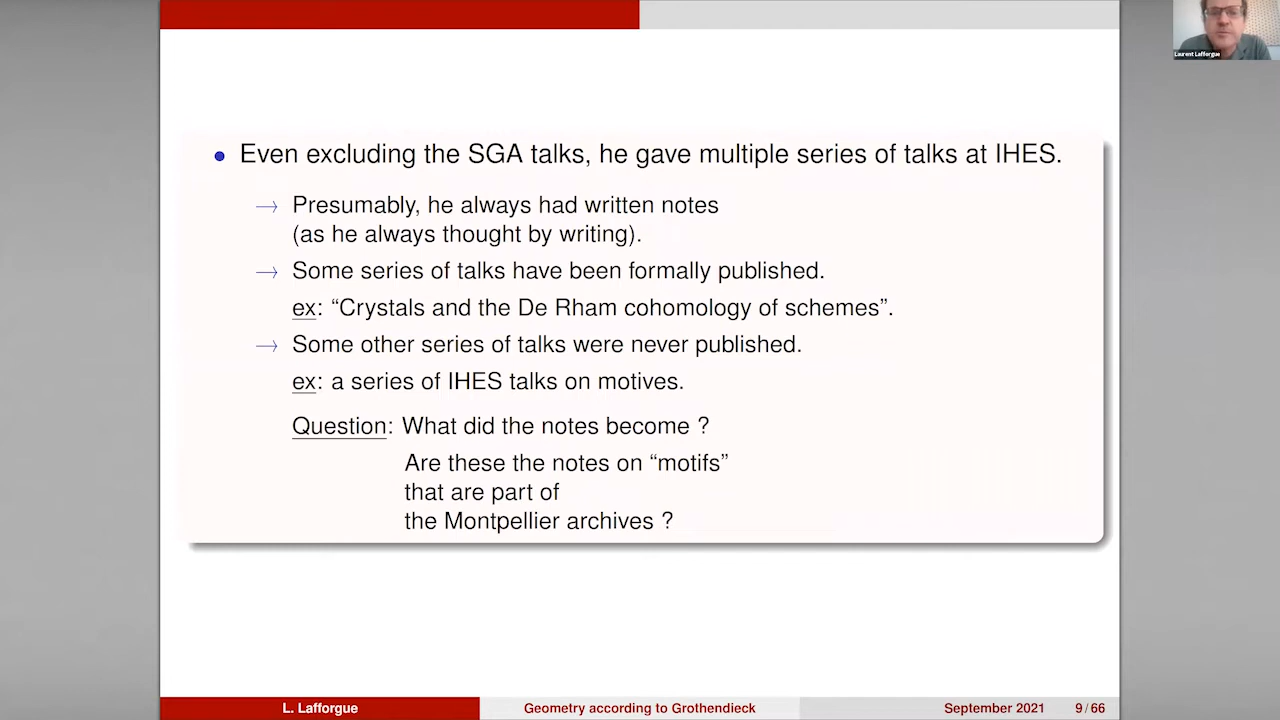 Laurent Lafforgue
• Even excluding the SGA talks, he gave multiple series of talks at IHES.
→ Presumably, he always had written notes
(as he always thought by writing).
→ Some series of talks have been formally published.
ex: “Crystals and the De Rham cohomology of schemes”.
→ Some other series of talks were never published.
ex: a series of IHES talks on motives.
Question: What did the notes become ?
Are these the notes on “motifs”
that are part of
the Montpellier archives ?
L. Lafforgue
Geometry according to Grothendieck
September 2021
9 / 66